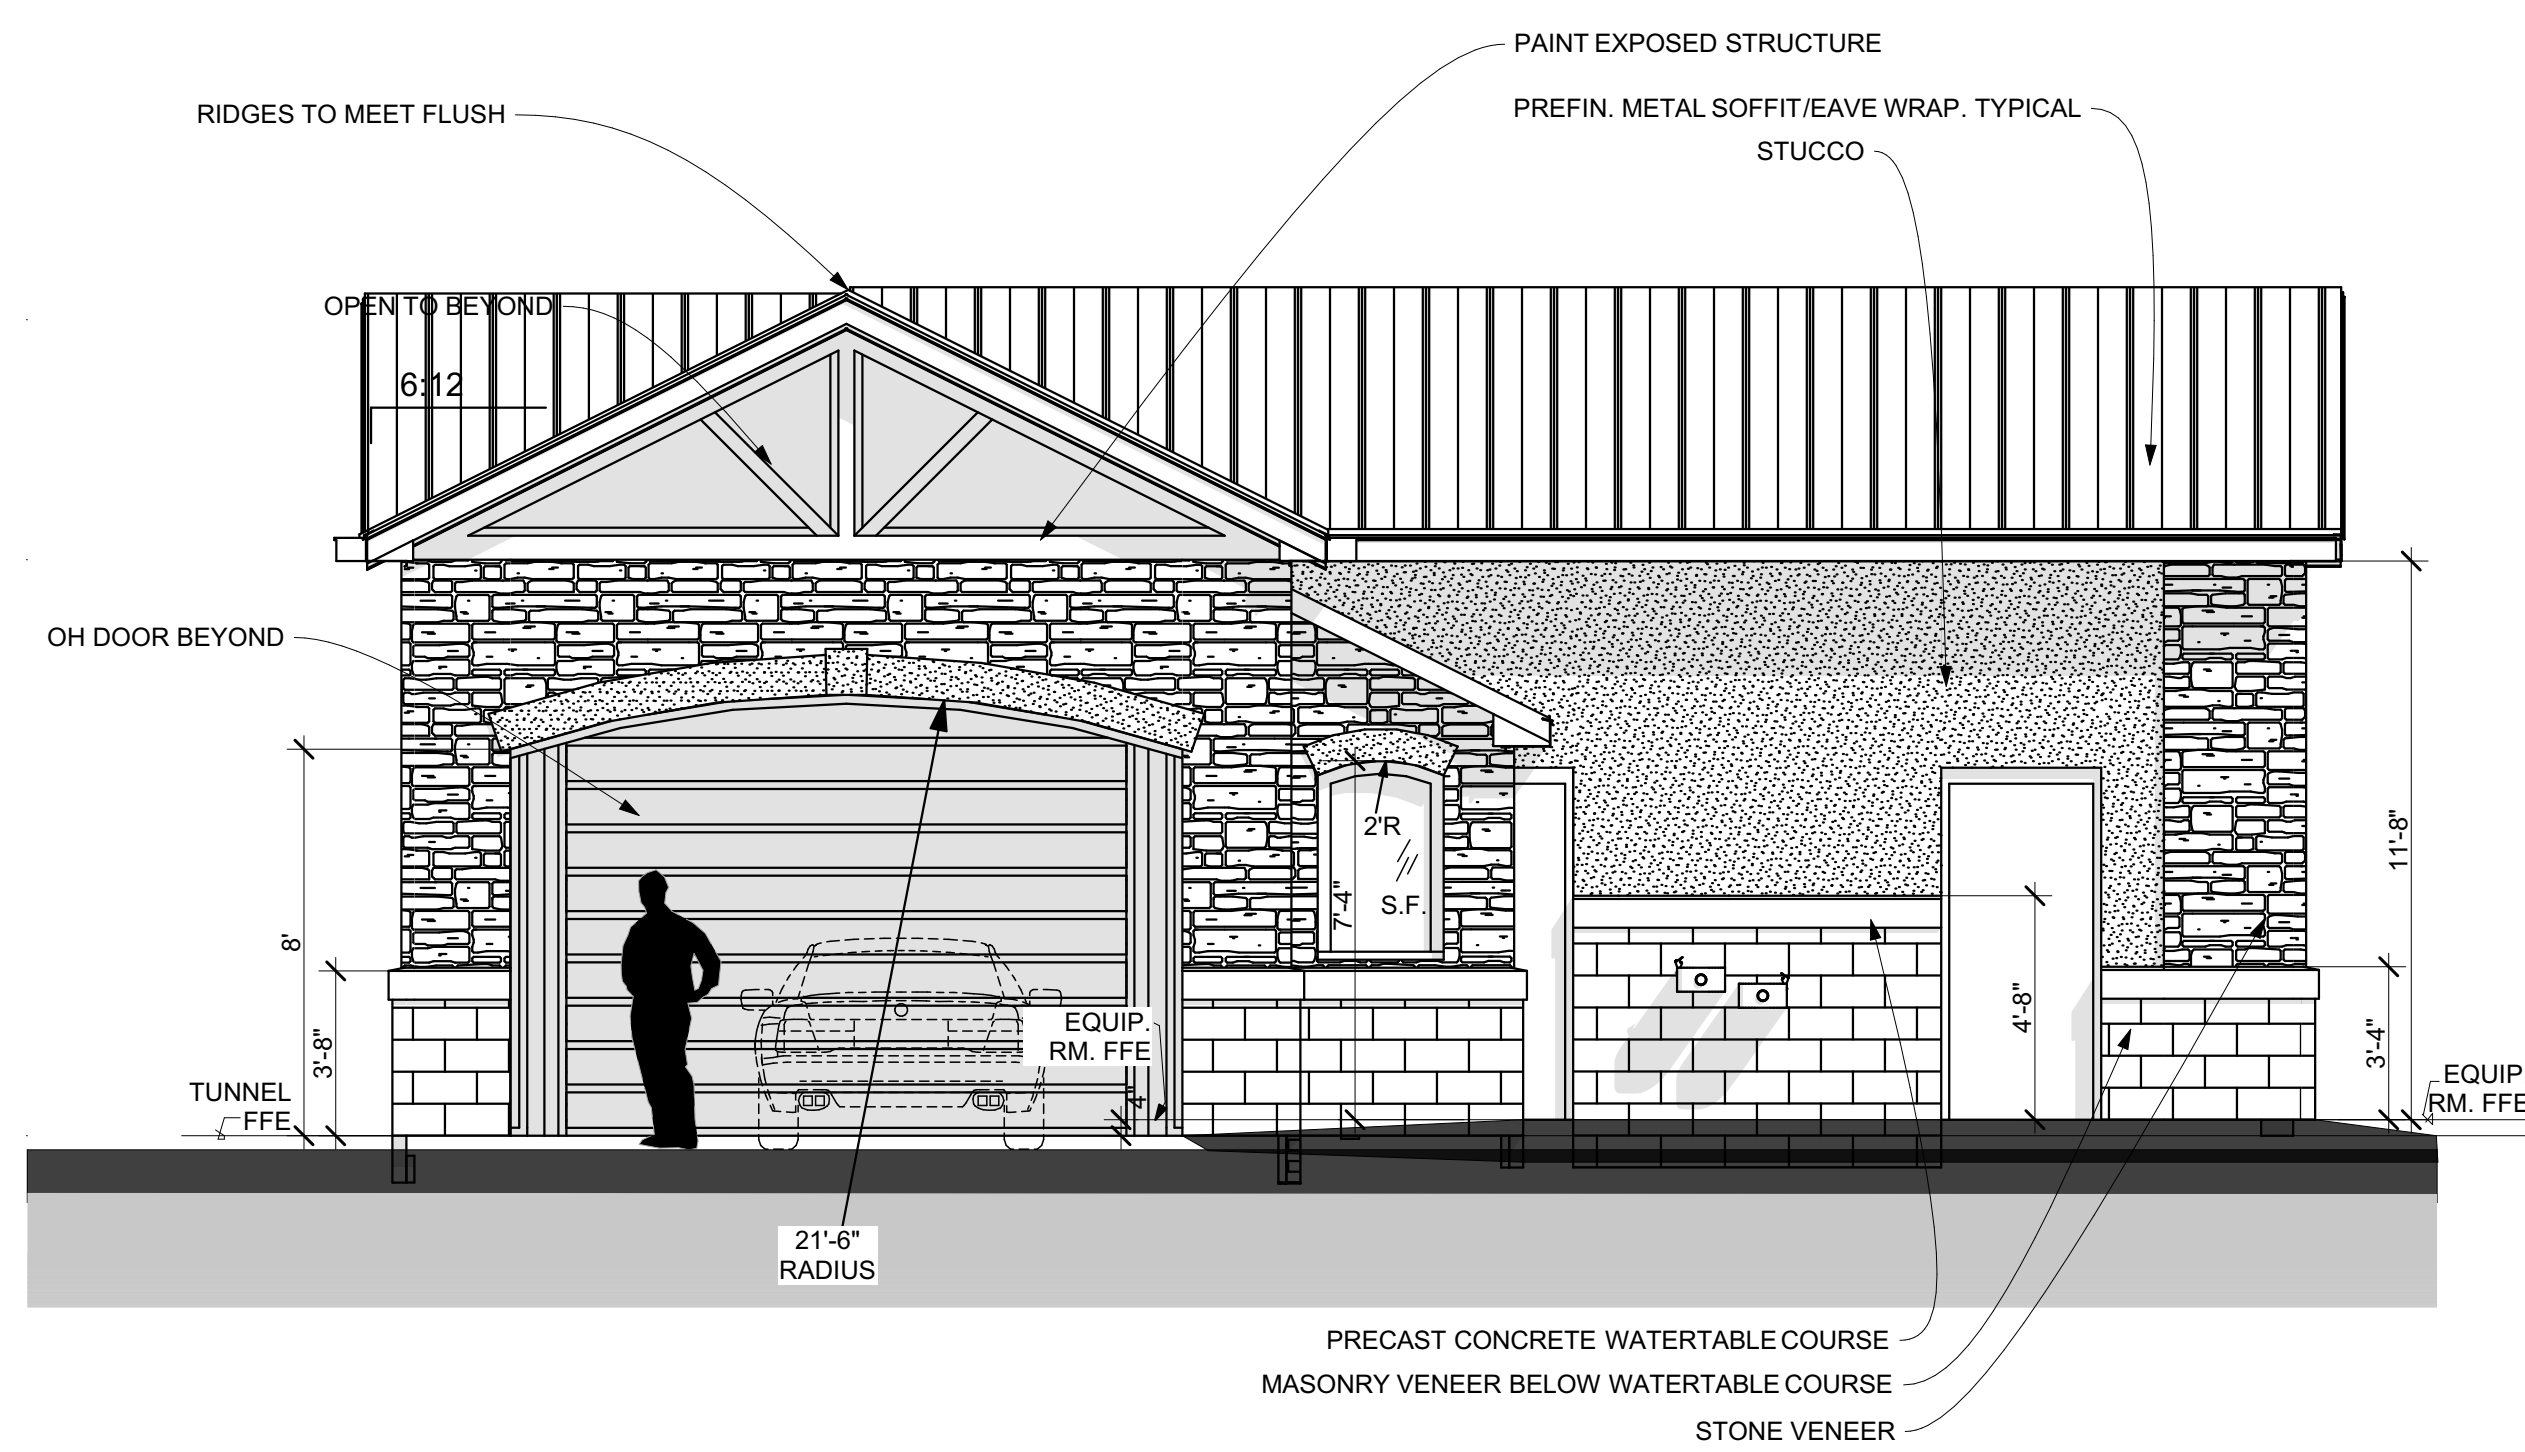 PAINT EXPOSED STRUCTURE
RIDGES TO MEET FLUSH
PREFIN. METAL SOFFIT/EAVE WRAP. TYPICAL
STUCCO
OPEN TO BEYOND
6:12
OH DOOR BEYOND
2'R
S.F.
7'-4"
11'-8"
8'
3'-8"
4'-8"
3'-4"
EQUIP.
RM. FFE
4"
TUNNEL
FFE
EQUIP
RM. FFE
21'-6"
RADIUS
PRECAST CONCRETE WATERTABLE COURSE
MASONRY VENEER BELOW WATERTABLE COURSE
STONE VENEER